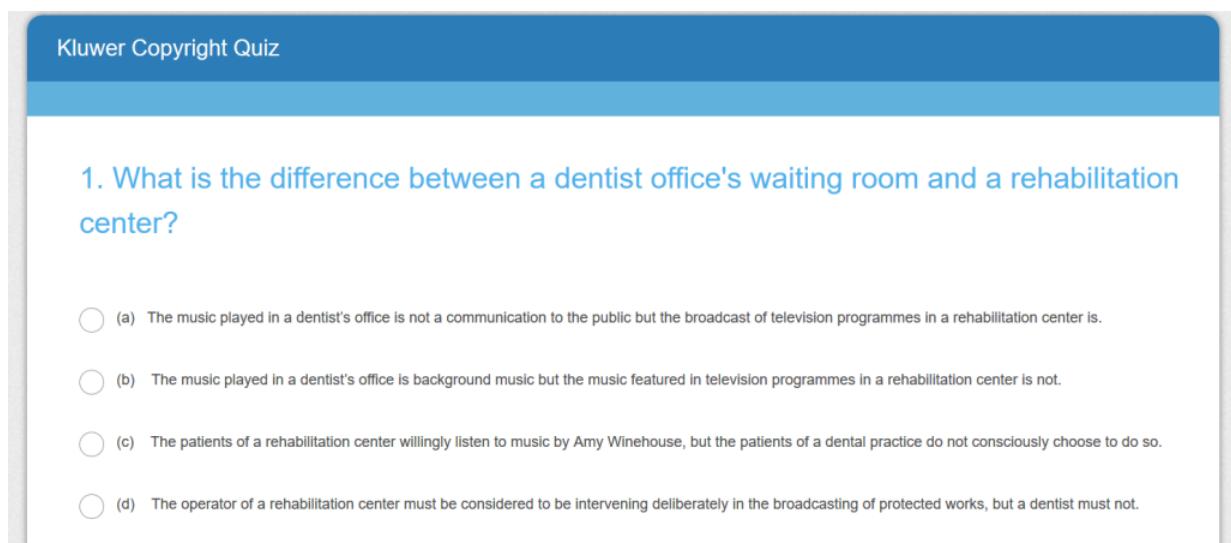 Kluwer Copyright Quiz
1. What is the difference between a dentist office's waiting room and a rehabilitation
center?
(a) The music played in a dentist's office is not a communication to the public but the broadcast of television programmes in a rehabilitation center is.
(b) The music played in a dentist's office is background music but the music featured in television programmes in a rehabilitation center is not.
(c) The patients of a rehabilitation center willingly listen to music by Amy Winehouse, but the patients of a dental practice do not consciously choose to do so.
(d) The operator of a rehabilitation center must be considered to be intervening deliberately in the broadcasting of protected works, but a dentist must not.